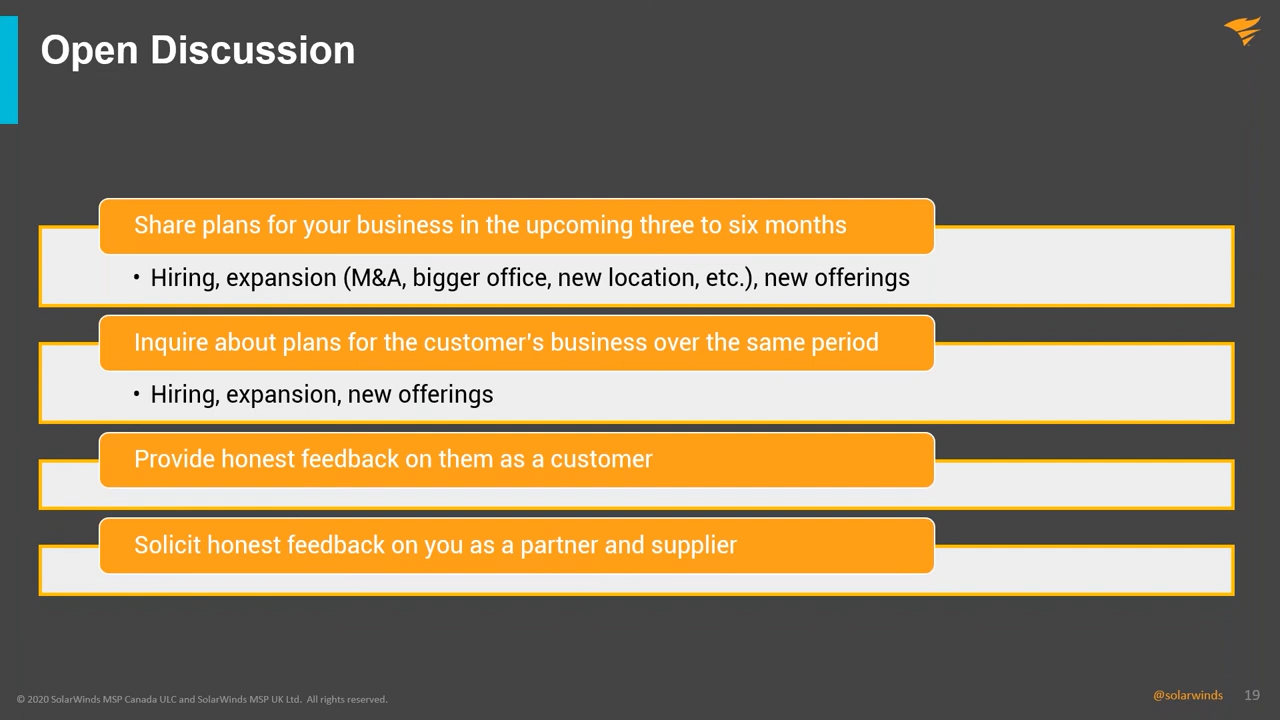 Open Discussion
Share plans for your business in the upcoming three to six months
• Hiring, expansion (M&A, bigger office, new location, etc.), new offerings
Inquire about plans for the customer's business over the same period
• Hiring, expansion, new offerings
Provide honest feedback on them as a customer
Solicit honest feedback on you as a partner and supplier
© 2020 SolarWinds MSP Canada ULC and SolarWinds MSP UK Ltd. All rights reserved.
@solarwinds 19